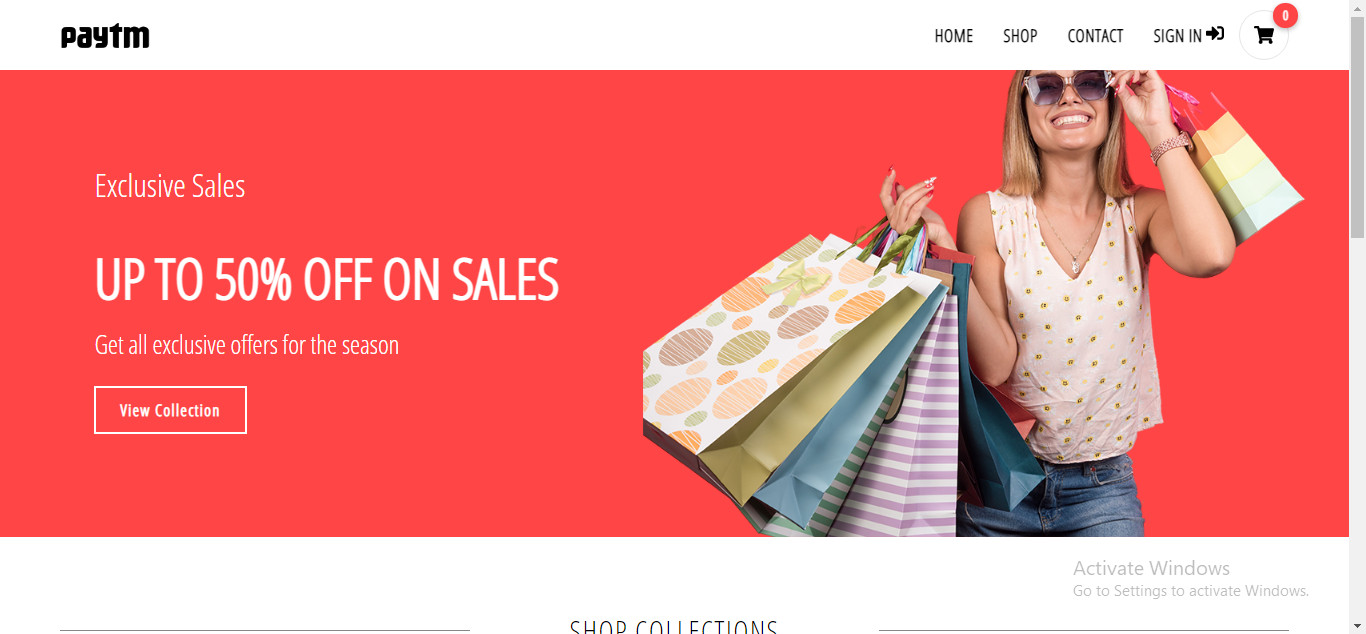 paytm
HOME
SHOP
CONTACT
SIGN IN
0
Exclusive Sales
UP TO 50% OFF ON SALES
Get all exclusive offers for the season
View Collection
Activate Windows
Go to Settings to activate Windows.
SHOP COLLECTIONS